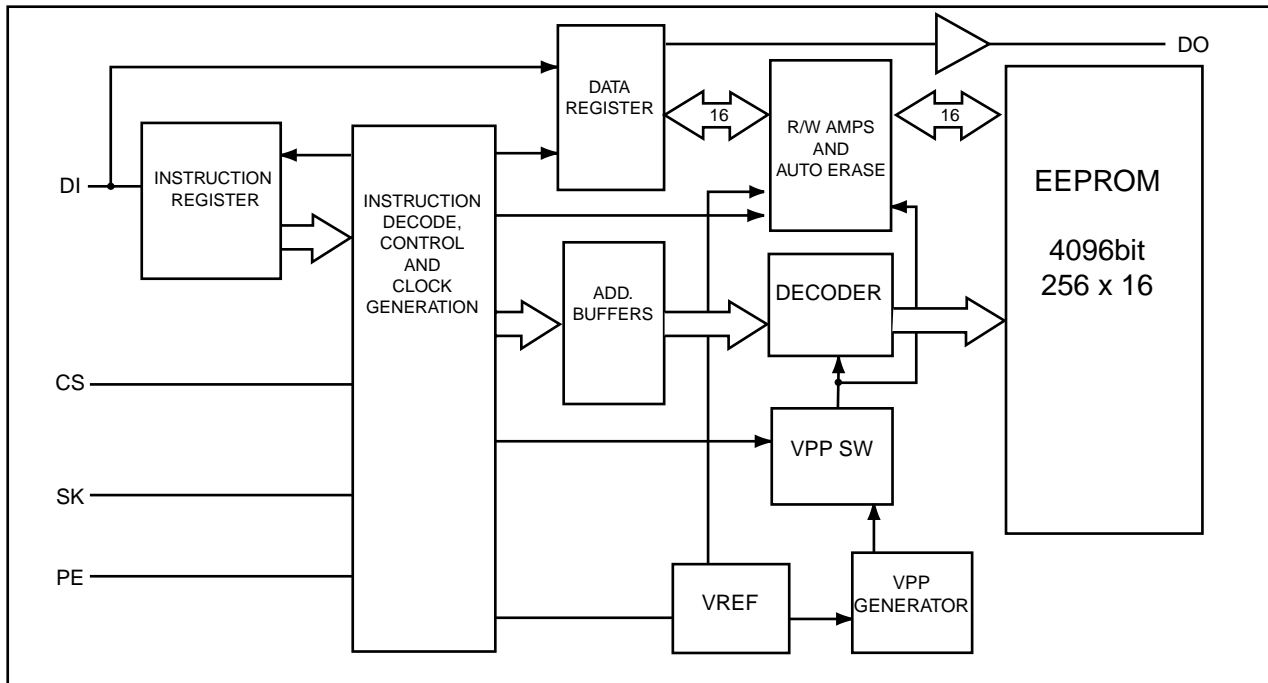 DO
DATA
REGISTER
16
R/W AMPS
AND
AUTO ERASE
16
EEPROM
4096bit
256 x 16
DI
INSTRUCTION
REGISTER
INSTRUCTION
DECODE,
CONTROL
AND
CLOCK
GENERATION
ADD.
BUFFERS
DECODER
CS
VPP SW
SK
PE
VREF
VPP
GENERATOR